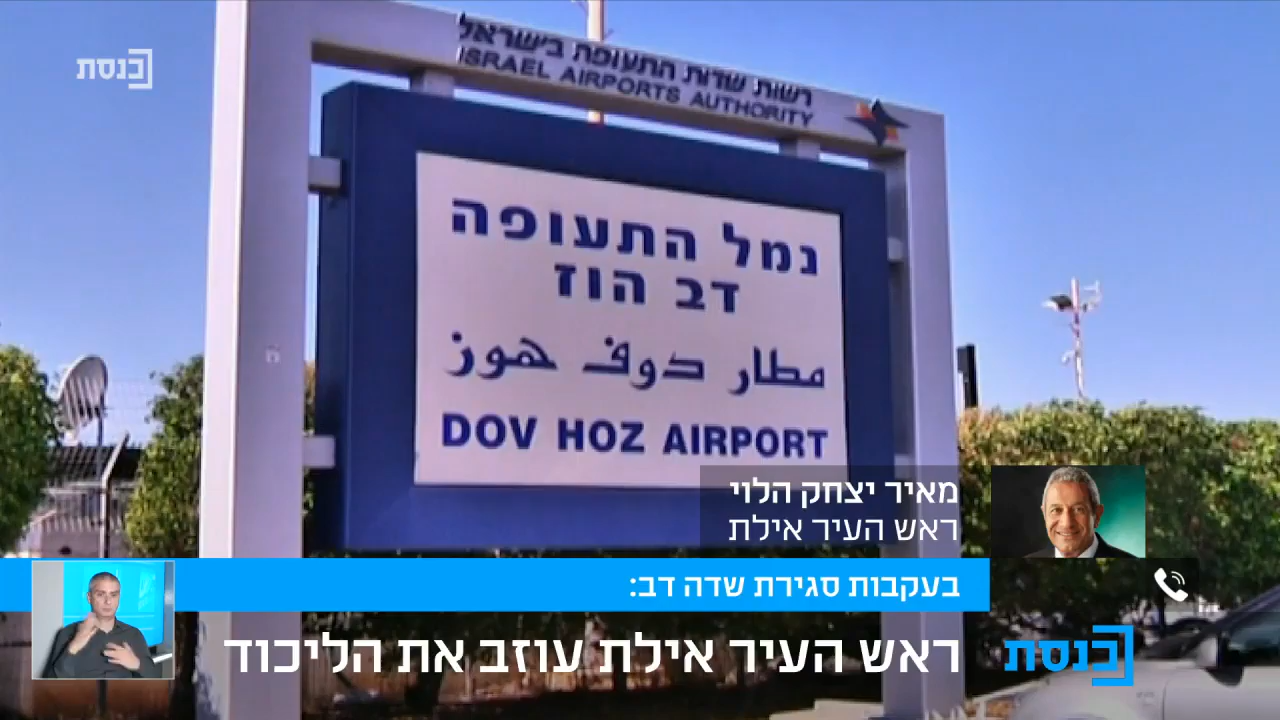 כנסת
רשות שדות התעופה בישראל
ISRAEL AIRPORTS AUTHORITY
נמל התעופה
דב הוז
مطار دوف هوز
DOV HOZ AIRPORT
מאיר יצחק הלוי
ראש העיר אילת
בעקבות סגירת שדה דב:
ראש העיר אילת עוזב את הליכוד
כנסת